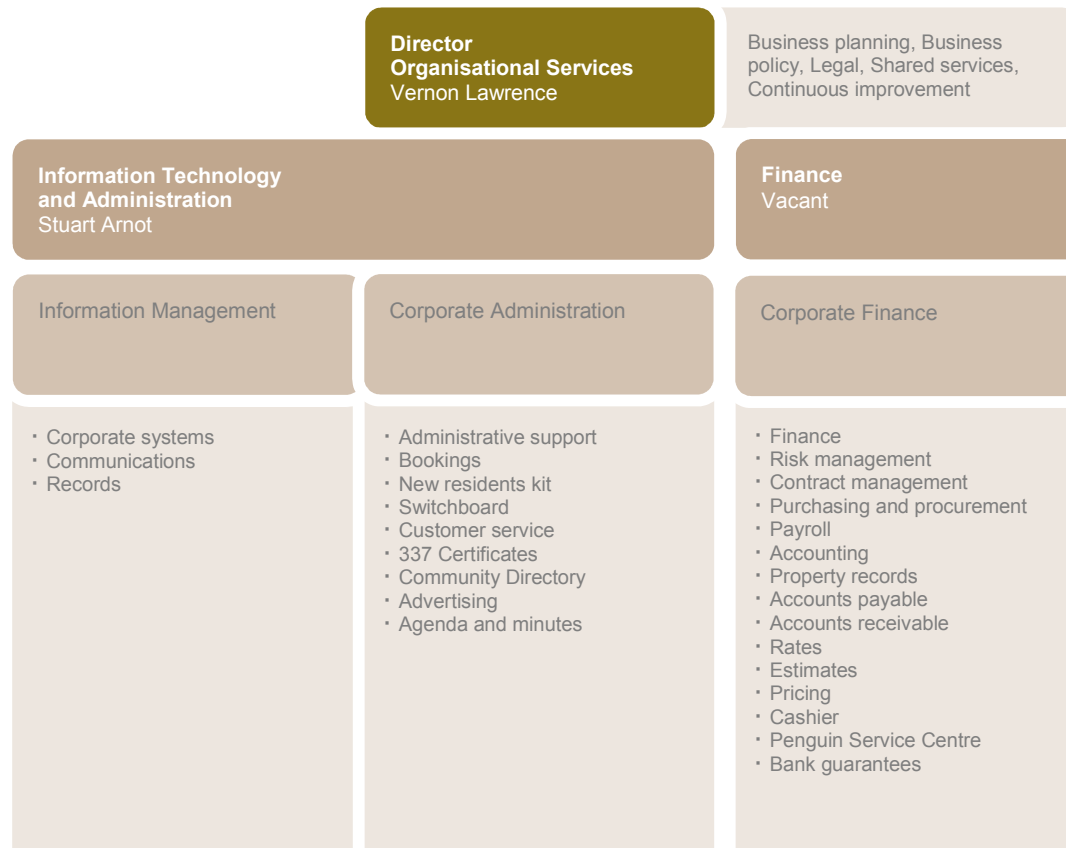 Director
Organisational Services
Vernon Lawrence
Business planning, Business
policy, Legal, Shared services,
Continuous improvement
Information Technology
and Administration
Stuart Arnot
Finance
Vacant
Information Management
Corporate Administration
Corporate Finance
· Corporate systems
· Communications
· Records
· Administrative support
· Bookings
· New residents kit
· Switchboard
· Customer service
· 337 Certificates
· Community Directory
· Advertising
· Agenda and minutes
· Finance
· Risk management
· Contract management
· Purchasing and procurement
· Payroll
· Accounting
· Property records
· Accounts payable
· Accounts receivable
· Rates
· Estimates
· Pricing
· Cashier
· Penguin Service Centre
· Bank guarantees